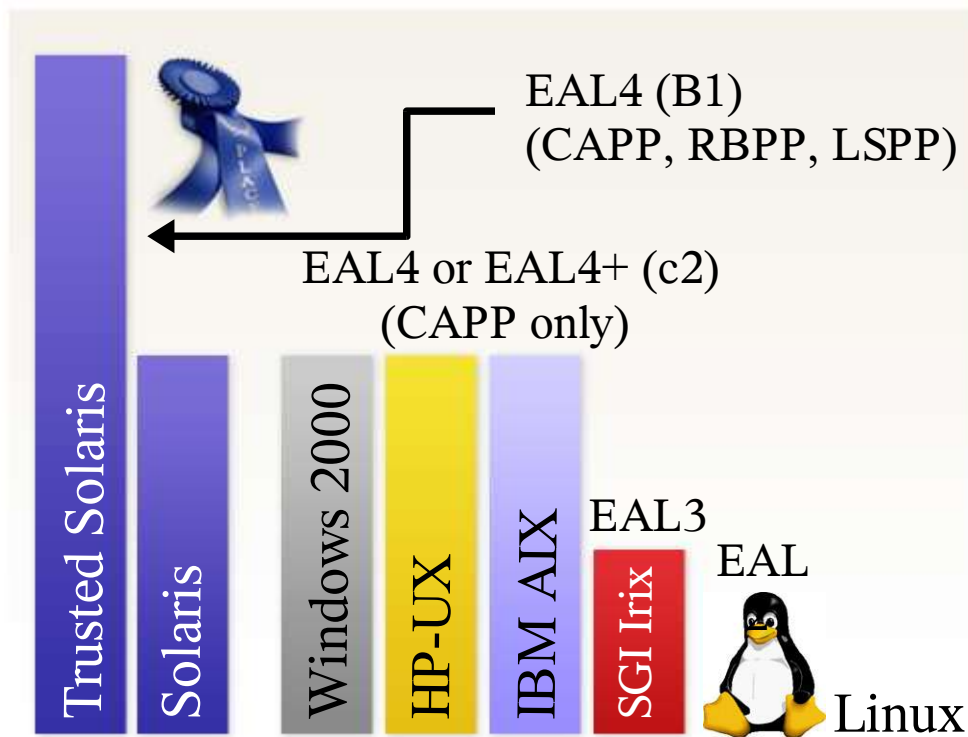 EAL4 (B1)
(CAPP, RBPP, LSPP)
PLACE
EAL4 or EAL4+ (c2)
(CAPP only)
Trusted Solaris
Solaris
Windows 2000
HP-UX
IBM AIX
EAL3
SGI Irix
EAL
Linux